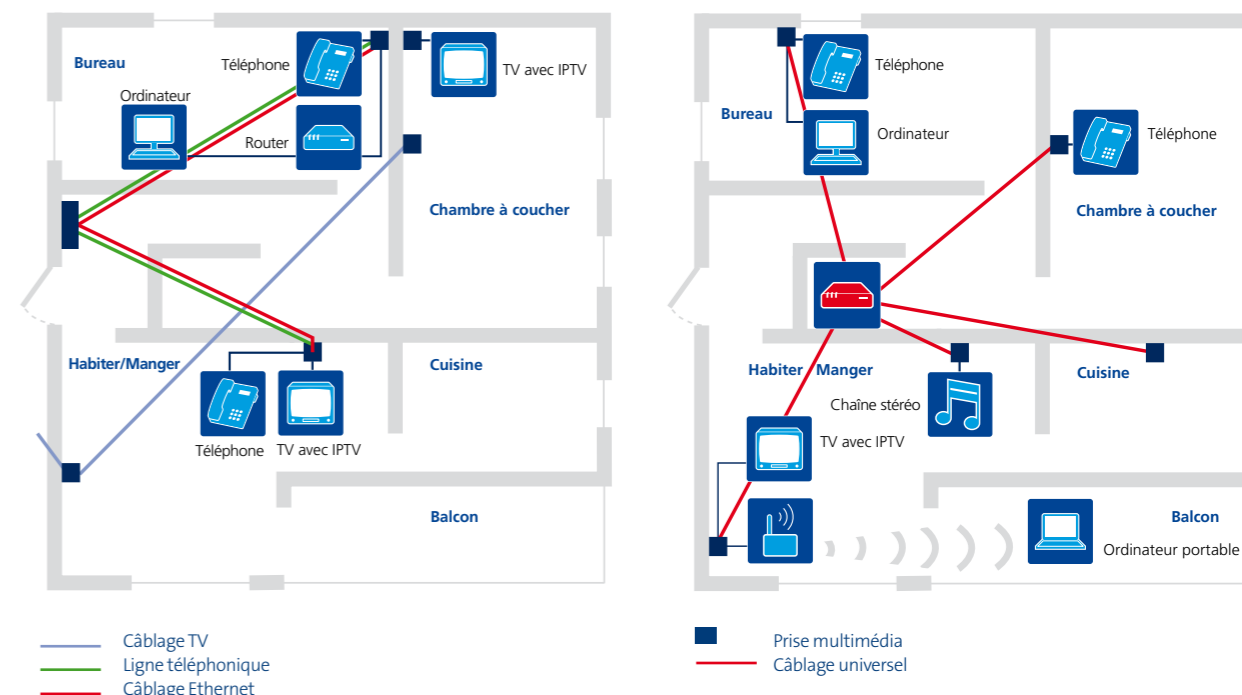 Bureau
Téléphone
TV avec IPTV
Ordinateur
Router
Chambre à coucher
Habiter/Manger
Cuisine
Téléphone
TV avec IPTV
Balcon
Câblage TV
Ligne téléphonique
Câblage Ethernet
Téléphone
Bureau
Ordinateur
Téléphone
Chambre à coucher
Habiter Manger
Cuisine
Chaîne stéréo
TV avec IPTV
Balcon
Ordinateur portable
Prise multimédia
Câblage universel